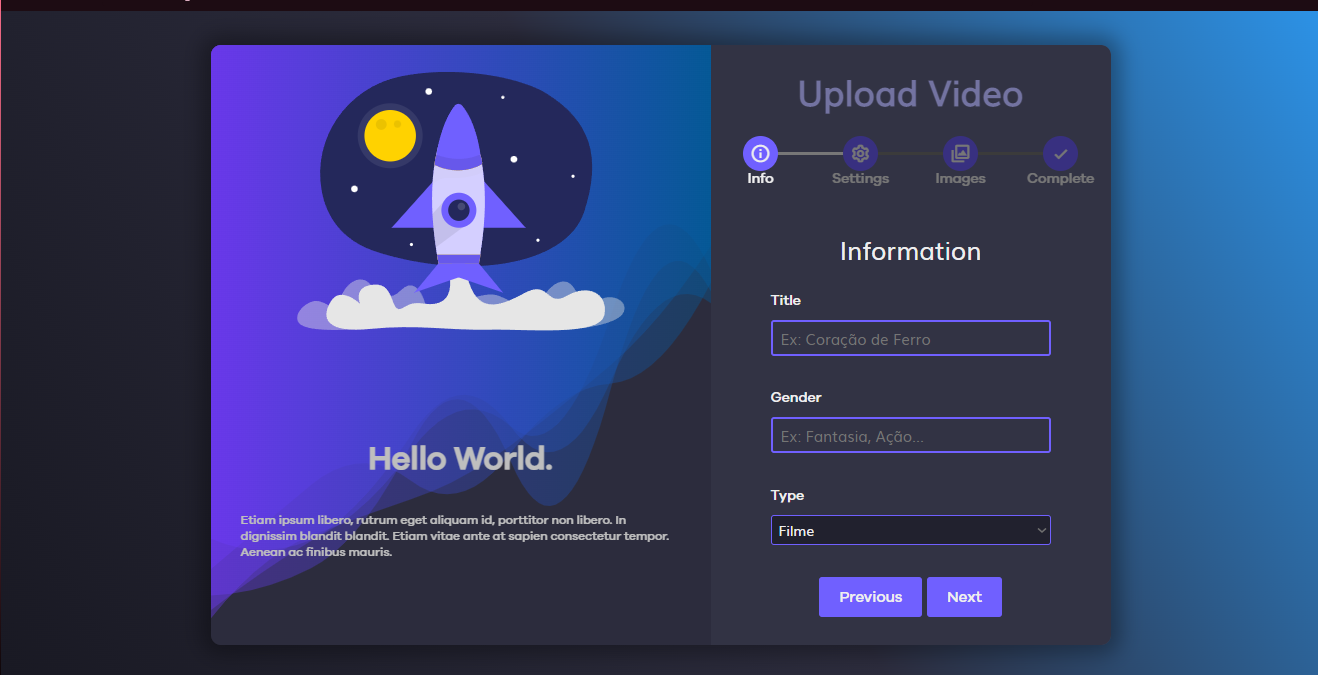 Hello World.
Etiam ipsum libero, rutrum eget aliquam id, porttitor non libero. In
dignissim blandit blandit. Etiam vitae ante at sapien consectetur tempor.
Aenean ac finibus mauris.
Upload Video
Info
Settings
Images
Complete
Information
Title
Ex: Coração de Ferro
Gender
Ex: Fantasia, Ação...
Type
Filme
Previous
Next